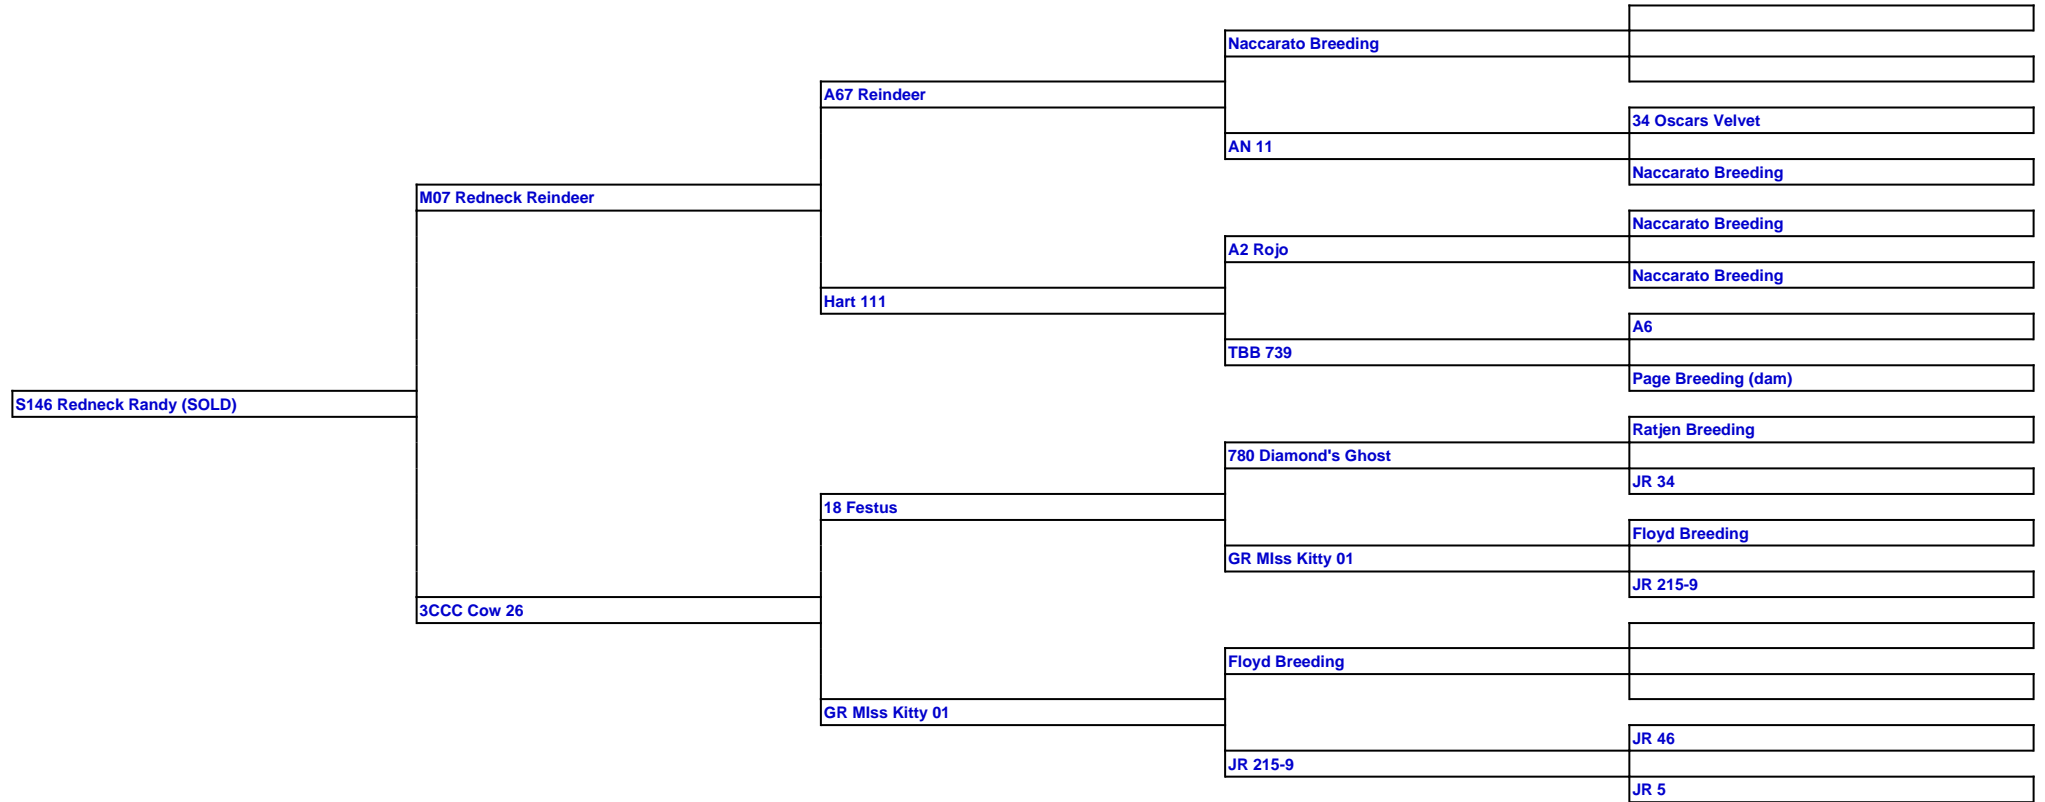 Naccarato Breeding
A67 Reindeer
34 Oscars Velvet
AN 11
Naccarato Breeding
M07 Redneck Reindeer
Naccarato Breeding
A2 Rojo
Naccarato Breeding
Hart 111
A6
TBB 739
Page Breeding (dam)
S146 Redneck Randy (SOLD)
Ratjen Breeding
780 Diamond's Ghost
JR 34
18 Festus
Floyd Breeding
GR MIss Kitty 01
JR 215-9
3CCC Cow 26
Floyd Breeding
GR MIss Kitty 01
JR 46
JR 215-9
JR 5